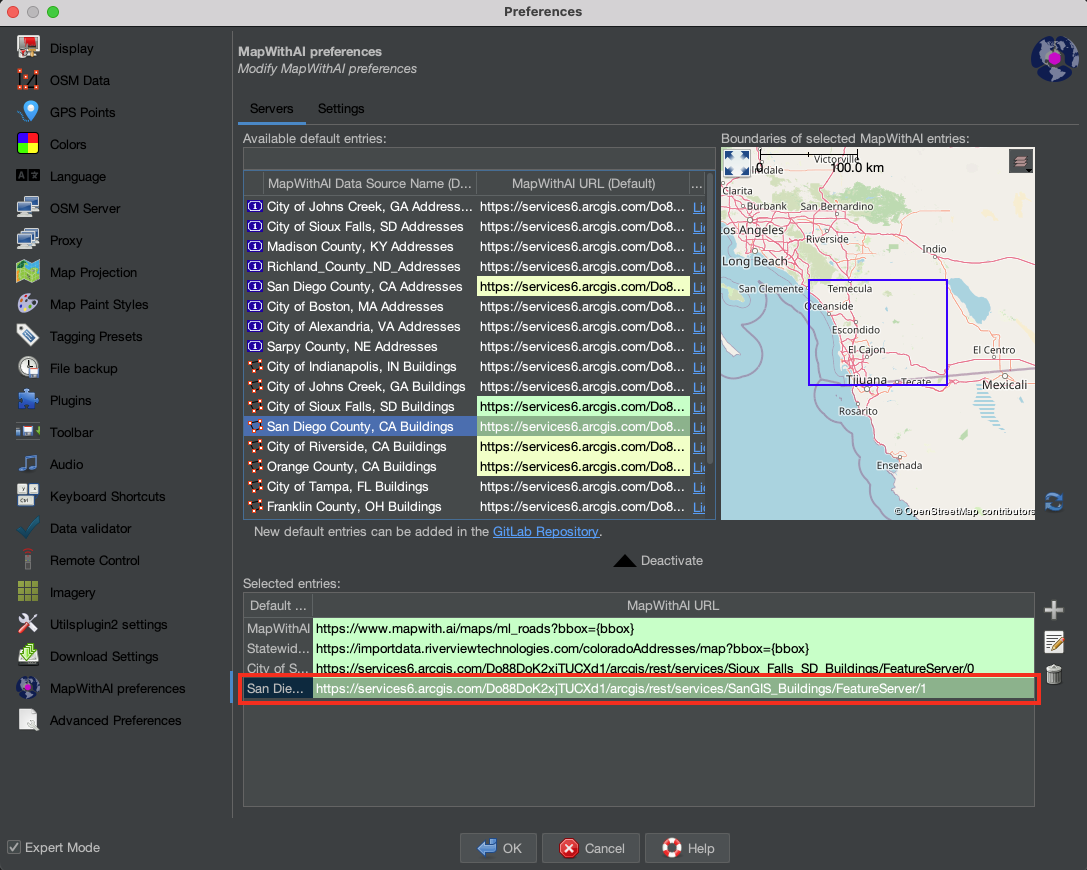 Preferences
Display
OSM Data
GPS Points
Colors
Language
OSM Server
Proxy
Map Projection
Map Paint Styles
Tagging Presets
File backup
Plugins
Toolbar
Audio
Keyboard Shortcuts
Data validator
Remote Control
Imagery
Utilsplugin2 settings
Download Settings
MapWithAI preferences
Advanced Preferences
Expert Mode
MapWithAI preferences
Modify MapWithAI preferences
Servers Settings
Available default entries:
MapWithAI Data Source Name (D... MapWithAI URL (Default) ...
City of Johns Creek, GA Address... https://services6.arcgis.com/Do8... Lic
City of Sioux Falls, SD Addresses https://services6.arcgis.com/Do8... Lic
Madison County, KY Addresses https://services6.arcgis.com/Do8... Lic
Richland_County_ND_Addresses https://services6.arcgis.com/Do8... Lic
San Diego County, CA Addresses https://services6.arcgis.com/Do8... Lic
City of Boston, MA Addresses https://services6.arcgis.com/Do8... Lic
City of Alexandria, VA Addresses https://services6.arcgis.com/Do8... Lic
Sarpy County, NE Addresses https://services6.arcgis.com/Do8... Lic
City of Indianapolis, IN Buildings https://services6.arcgis.com/Do8... Lic
City of Johns Creek, GA Buildings https://services6.arcgis.com/Do8... Lic
City of Sioux Falls, SD Buildings https://services6.arcgis.com/Do8... Lic
San Diego County, CA Buildings https://services6.arcgis.com/Do8... Lic
City of Riverside, CA Buildings https://services6.arcgis.com/Do8... Lic
Orange County, CA Buildings https://services6.arcgis.com/Do8... Lic
City of Tampa, FL Buildings https://services6.arcgis.com/Do8... Lic
Franklin County, OH Buildings https://services6.arcgis.com/Do8... Lic
New default entries can be added in the GitLab Repository.
Boundaries of selected MapWithAI entries:
Victorville
0 100.0 km
mdale
Clarita
Burbank
San Bernardino
Los Angeles
Riverside
Indio
Long Beach
San Clemente
Temecula
Oceanside
Escondido
El Cajon
El Centro
Tijuana
Tecate
Mexicali
Rosarito
Ensenada
© OpenStreetMap contributors
Deactivate
Selected entries:
Default ... MapWithAI URL
MapWithAI https://www.mapwith.ai/maps/ml_roads?bbox={bbox}
Statewid... https://importdata.riverviewtechnologies.com/coloradoAddresses/map?bbox={bbox}
City of S... https://services6.arcgis.com/Do88DoK2xjTUCXd1/arcgis/rest/services/Sioux_Falls_SD_Buildings/FeatureServer/0
San Die... https://services6.arcgis.com/Do88DoK2xjTUCXd1/arcgis/rest/services/SanGIS_Buildings/FeatureServer/1
OK
Cancel
Help